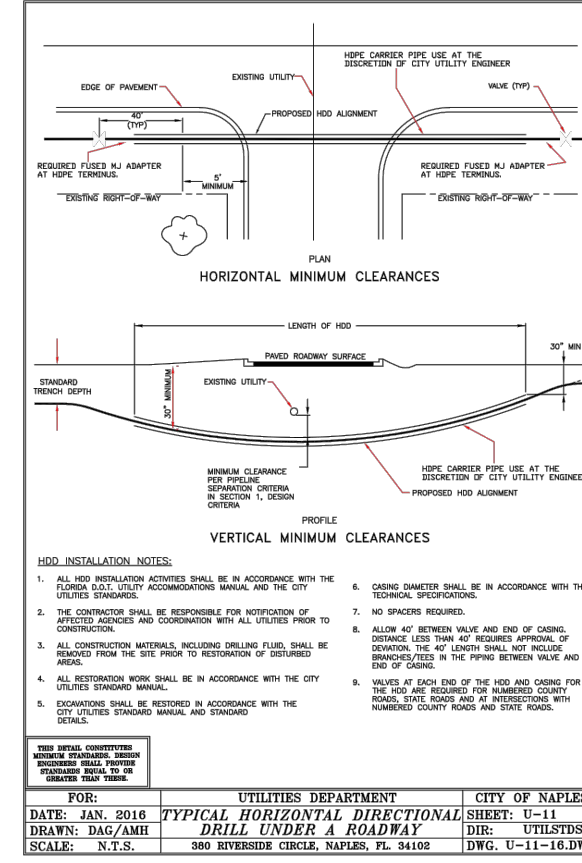 HDPE CARRIER PIPE USE AT THE
DISCRETION OF CITY UTILITY ENGINEER
EXISTING UTILITY
EDGE OF PAVEMENT
VALVE (TYP)
40'
(TYP)
PROPOSED HDD ALIGNMENT
REQUIRED FUSED MJ ADAPTER
AT HDPE TERMINUS.
REQUIRED FUSED MJ ADAPTER
AT HDPE TERMINUS.
5'
MINIMUM
EXISTING RIGHT-OF-WAY
EXISTING RIGHT-OF-WAY
PLAN
HORIZONTAL MINIMUM CLEARANCES
LENGTH OF HDD
30" MIN
PAVED ROADWAY SURFACE
STANDARD
TRENCH DEPTH
30" MINIMUM
EXISTING UTILITY
MINIMUM CLEARANCE
PER PIPELINE
SEPARATION CRITERIA
IN SECTION 1, DESIGN
CRITERIA
HDPE CARRIER PIPE USE AT THE
DISCRETION OF CITY UTILITY ENGINEE
PROPOSED HDD ALIGNMENT
PROFILE
VERTICAL MINIMUM CLEARANCES
HDD INSTALLATION NOTES:
1. ALL HDD INSTALLATION ACTIVITIES SHALL BE IN ACCORDANCE WITH THE
FLORIDA D.O.T. UTILITY ACCOMMODATIONS MANUAL AND THE CITY
UTILITIES STANDARDS.
2. THE CONTRACTOR SHALL BE RESPONSIBLE FOR NOTIFICATION OF
AFFECTED AGENCIES AND COORDINATION WITH ALL UTILITIES PRIOR TO
CONSTRUCTION.
3. ALL CONSTRUCTION MATERIALS, INCLUDING DRILLING FLUID, SHALL BE
REMOVED FROM THE SITE PRIOR TO RESTORATION OF DISTURBED
AREAS.
4. ALL RESTORATION WORK SHALL BE IN ACCORDANCE WITH THE CITY
UTILITIES STANDARD MANUAL.
5. EXCAVATIONS SHALL BE RESTORED IN ACCORDANCE WITH THE
CITY UTILITIES STANDARD MANUAL AND STANDARD
DETAILS.
6. CASING DIAMETER SHALL BE IN ACCORDANCE WITH TH
TECHNICAL SPECIFICATIONS.
7. NO SPACERS REQUIRED.
8. ALLOW 40' BETWEEN VALVE AND END OF CASING.
DISTANCE LESS THAN 40' REQUIRES APPROVAL OF
DEVIATION. THE 40' LENGTH SHALL NOT INCLUDE
BRANCHES/TEES IN THE PIPING BETWEEN VALVE AND
END OF CASING.
9. VALVES AT EACH END OF THE HDD AND CASING FOR
THE HDD ARE REQUIRED FOR NUMBERED COUNTY
ROADS, STATE ROADS AND AT INTERSECTIONS WITH
NUMBERED COUNTY ROADS AND STATE ROADS.
THIS DETAIL CONSTITUTES
MINIMUM STANDARDS. DESIGN
ENGINEERS SHALL PROVIDE
STANDARDS EQUAL TO OR
GREATER THAN THESE.
FOR: UTILITIES DEPARTMENT CITY OF NAPLES
DATE: JAN. 2016 TYPICAL HORIZONTAL DIRECTIONAL SHEET: U-11
DRAWN: DAG/AMH DRILL UNDER A ROADWAY DIR: UTILSTDS
SCALE: N.T.S. 380 RIVERSIDE CIRCLE, NAPLES, FL. 34102 DWG. U-11-16.DW